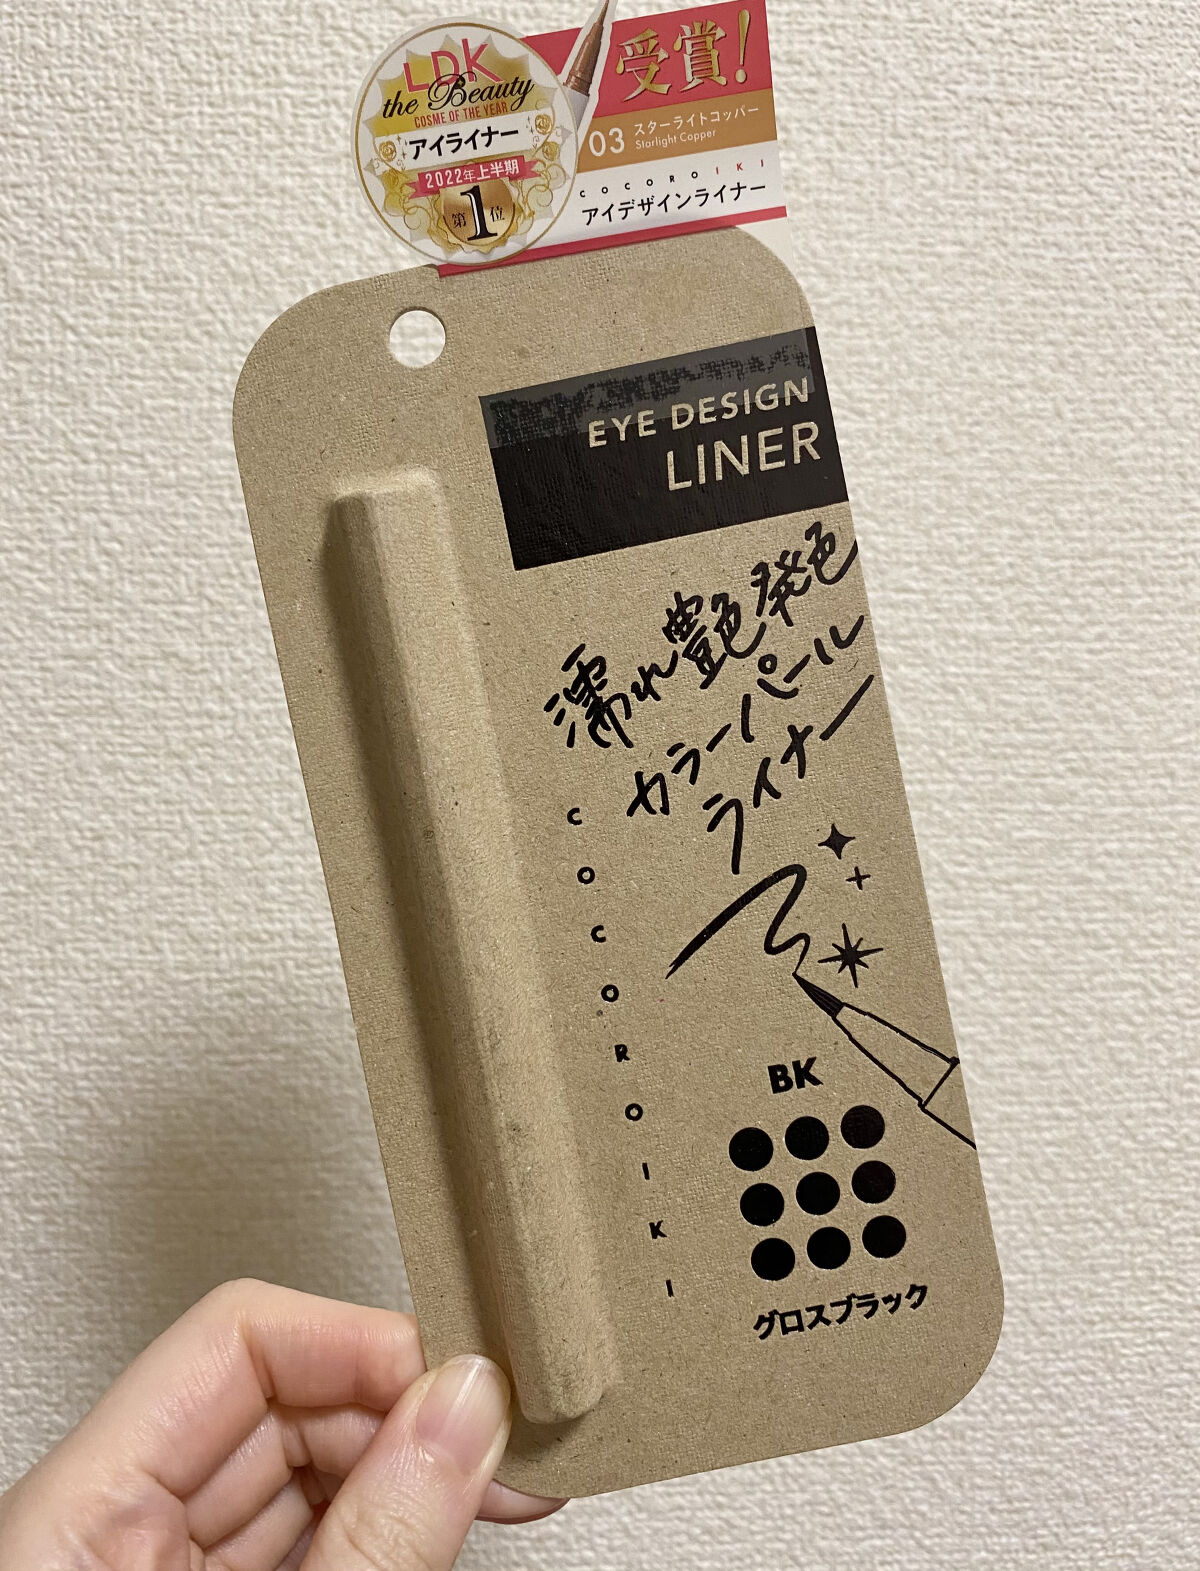 LDK
the Beauty
COSME OF THE YEAR
アイライナー
2022年上半期
第1位
受賞!
03 スターライトコッパー
Starlight Copper
COCOROIKI
アイデザインライナー
EYE DESIGN
LINER
濡れ艶発色
カラーパール
ライナー
COCOROIKI
BK
グロスブラック